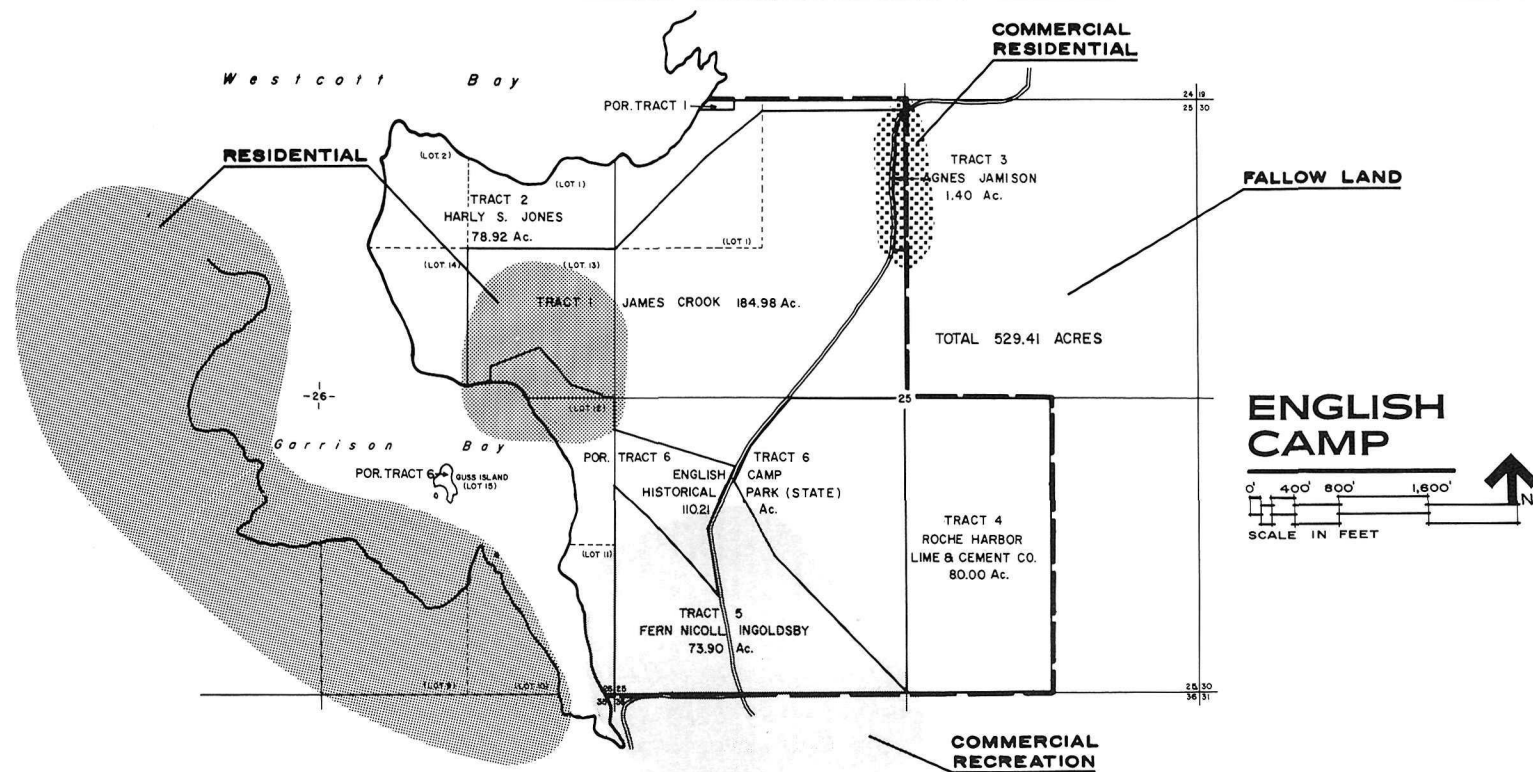 COMMERCIAL
RESIDENTIAL
Westcott Bay
POR. TRACT 1
24 19
25 30
RESIDENTIAL
(LOT. 2)
(LOT. 1)
TRACT 2
HARLY S. JONES
78.92 Ac.
TRACT 3
AGNES JAMISON
1.40 Ac.
FALLOW LAND
(LOT. 14)
(LOT. 13)
(LOT 1)
TRACT 1 JAMES CROOK 184.98 Ac.
TOTAL 529.41 ACRES
-26-
25
(LOT 12)
ENGLISH
CAMP
Garrison Bay
POR. TRACT 6
GUSS ISLAND
(LOT 15)
POR. TRACT 6
TRACT 6
ENGLISH CAMP
HISTORICAL PARK (STATE)
110.21 Ac.
0' 400' 800' 1,600'
N
SCALE IN FEET
TRACT 4
ROCHE HARBOR
LIME & CEMENT CO.
80.00 Ac.
(LOT 11)
TRACT 5
FERN NICOLL INGOLDSBY
73.90 Ac.
(LOT 9)
(LOT 10)
26 25
35 36
25 30
36 31
COMMERCIAL
RECREATION